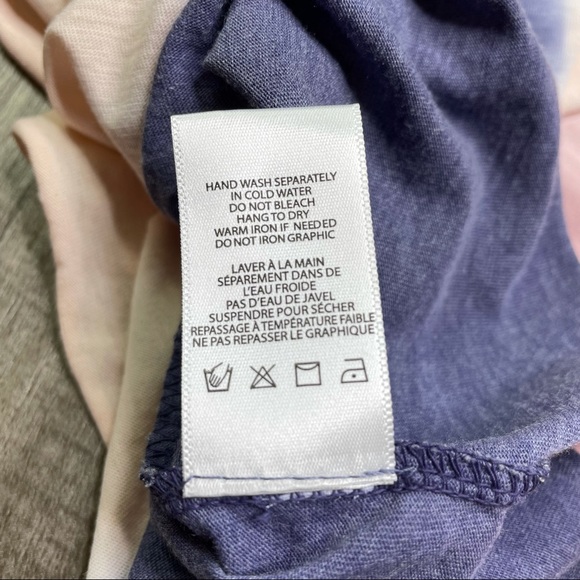 HAND WASH SEPARATELY
IN COLD WATER
DO NOT BLEACH
HANG TO DRY
WARM IRON IF NEEDED
DO NOT IRON GRAPHIC
LAVER À LA MAIN
SÉPAREMENT DANS DE
L'EAU FROIDE
PAS D'EAU DE JAVEL
SUSPENDRE POUR SÉCHER
REPASSAGE À TEMPÉRATURE FAIBLE
NE PAS REPASSER LE GRAPHIQUE